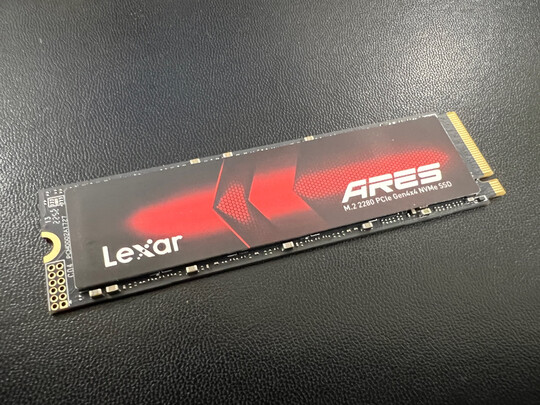 Lexar
ARES
M.2 2280 PCIe Gen4x4 NVMe SSD